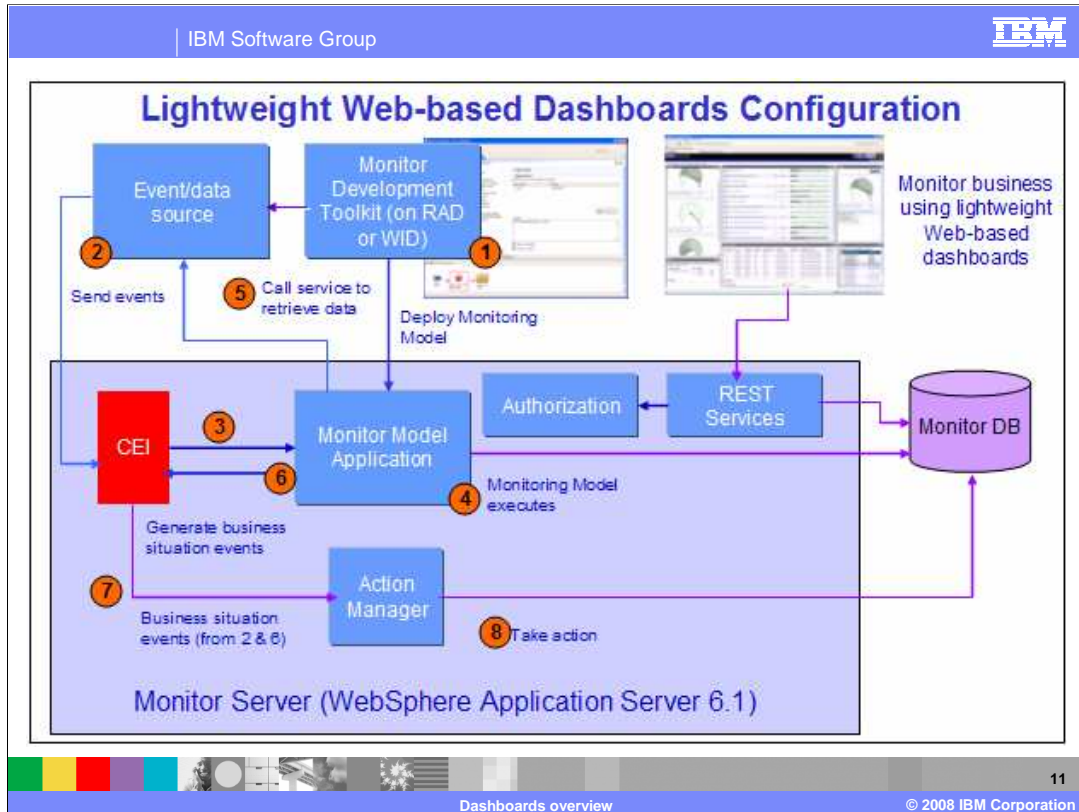 IBM Software Group
IBM
Lightweight Web-based Dashboards Configuration
Event/data
source
2
Monitor
Development
Toolkit (on RAD
or WID)
1
Monitor business
using lightweight
Web-based
dashboards
Send events
5
Call service to
retrieve data
Deploy Monitoring
Model
CEI
3
6
Monitor Model
Application
4
Authorization
REST
Services
Monitor DB
Monitoring Model
executes
Generate business
situation events
7
Business situation
events (from 2 & 6)
Action
Manager
8
Take action
Monitor Server (WebSphere Application Server 6.1)
11
Dashboards overview
© 2008 IBM Corporation